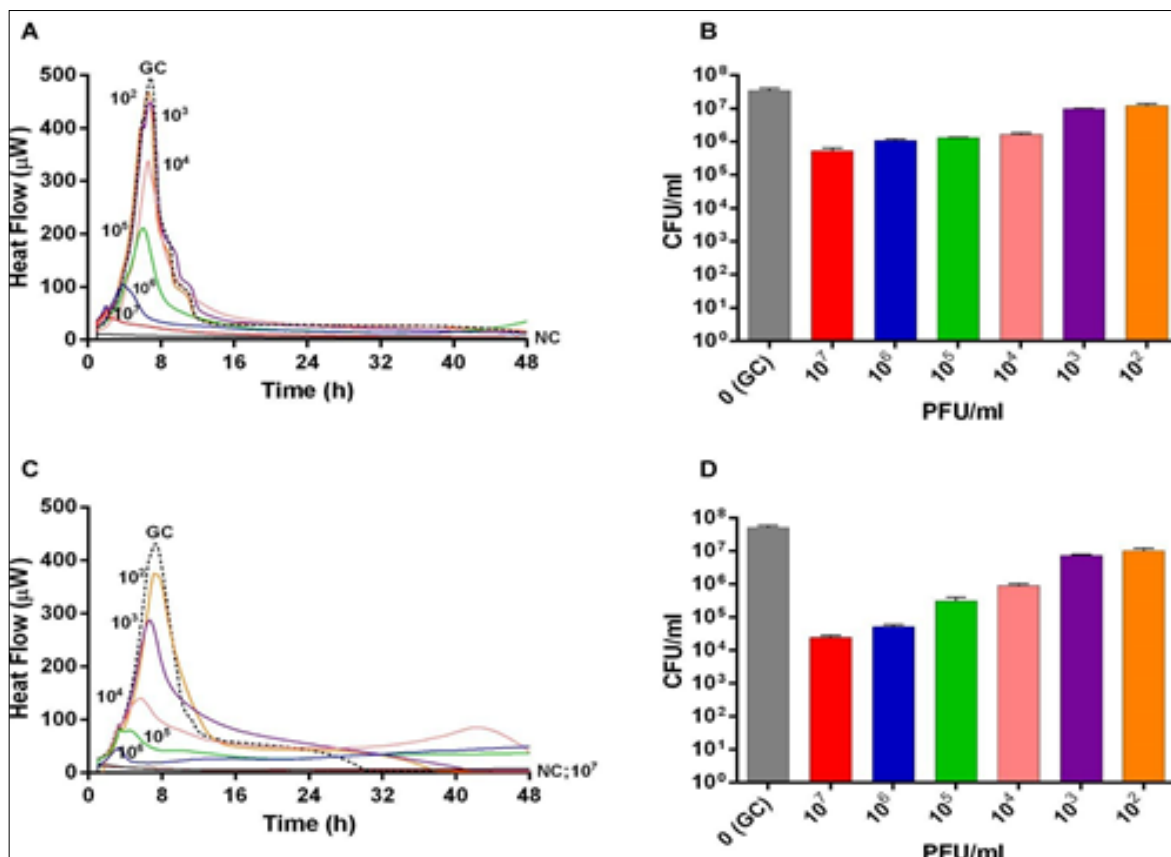 A
500
400
300
200
100
0
Heat Flow (µW)
GC
10²
10³
10⁴
10⁵
10⁶
10⁷
NC
0 8 16 24 32 40 48
Time (h)
B
10⁸
10⁷
10⁶
10⁵
10⁴
10³
10²
10¹
10⁰
CFU/ml
0 (GC) 10⁷ 10⁶ 10⁵ 10⁴ 10³ 10²
PFU/ml
C
500
400
300
200
100
0
Heat Flow (µW)
GC
10²
10³
10⁴
10⁵
10⁶
NC;10⁷
0 8 16 24 32 40 48
Time (h)
D
10⁸
10⁷
10⁶
10⁵
10⁴
10³
10²
10¹
10⁰
CFU/ml
0 (GC) 10⁷ 10⁶ 10⁵ 10⁴ 10³ 10²
PFU/ml